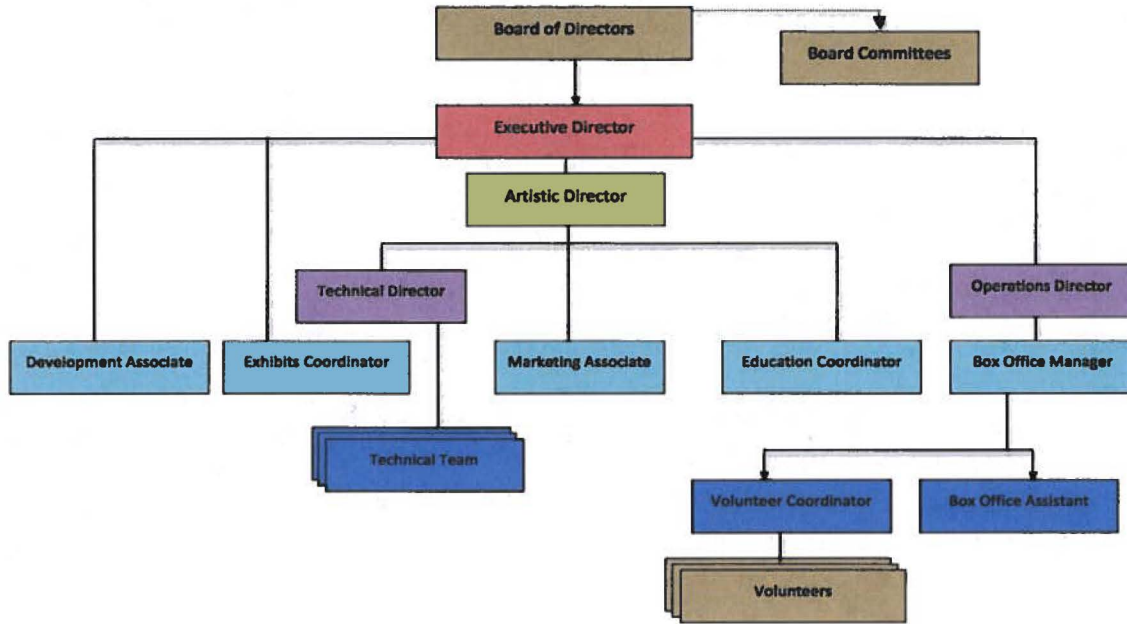 Board of Directors
Board Committees
Executive Director
Artistic Director
Technical Director
Operations Director
Development Associate
Exhibits Coordinator
Marketing Associate
Education Coordinator
Box Office Manager
Technical Team
Volunteer Coordinator
Box Office Assistant
Volunteers